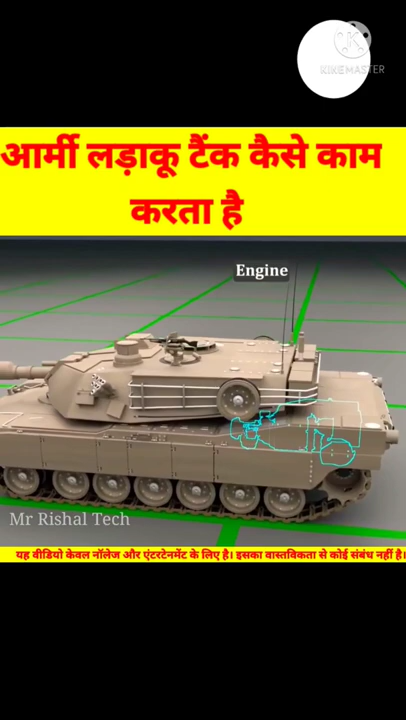 KINEMASTER
आर्मी लड़ाकू टैंक कैसे काम
करता है
Engine
Mr Rishal Tech
यह वीडियो केवल नॉलेज और एंटरटेनमेंट के लिए है। इसका वास्तविकता से कोई संबंध नहीं है।